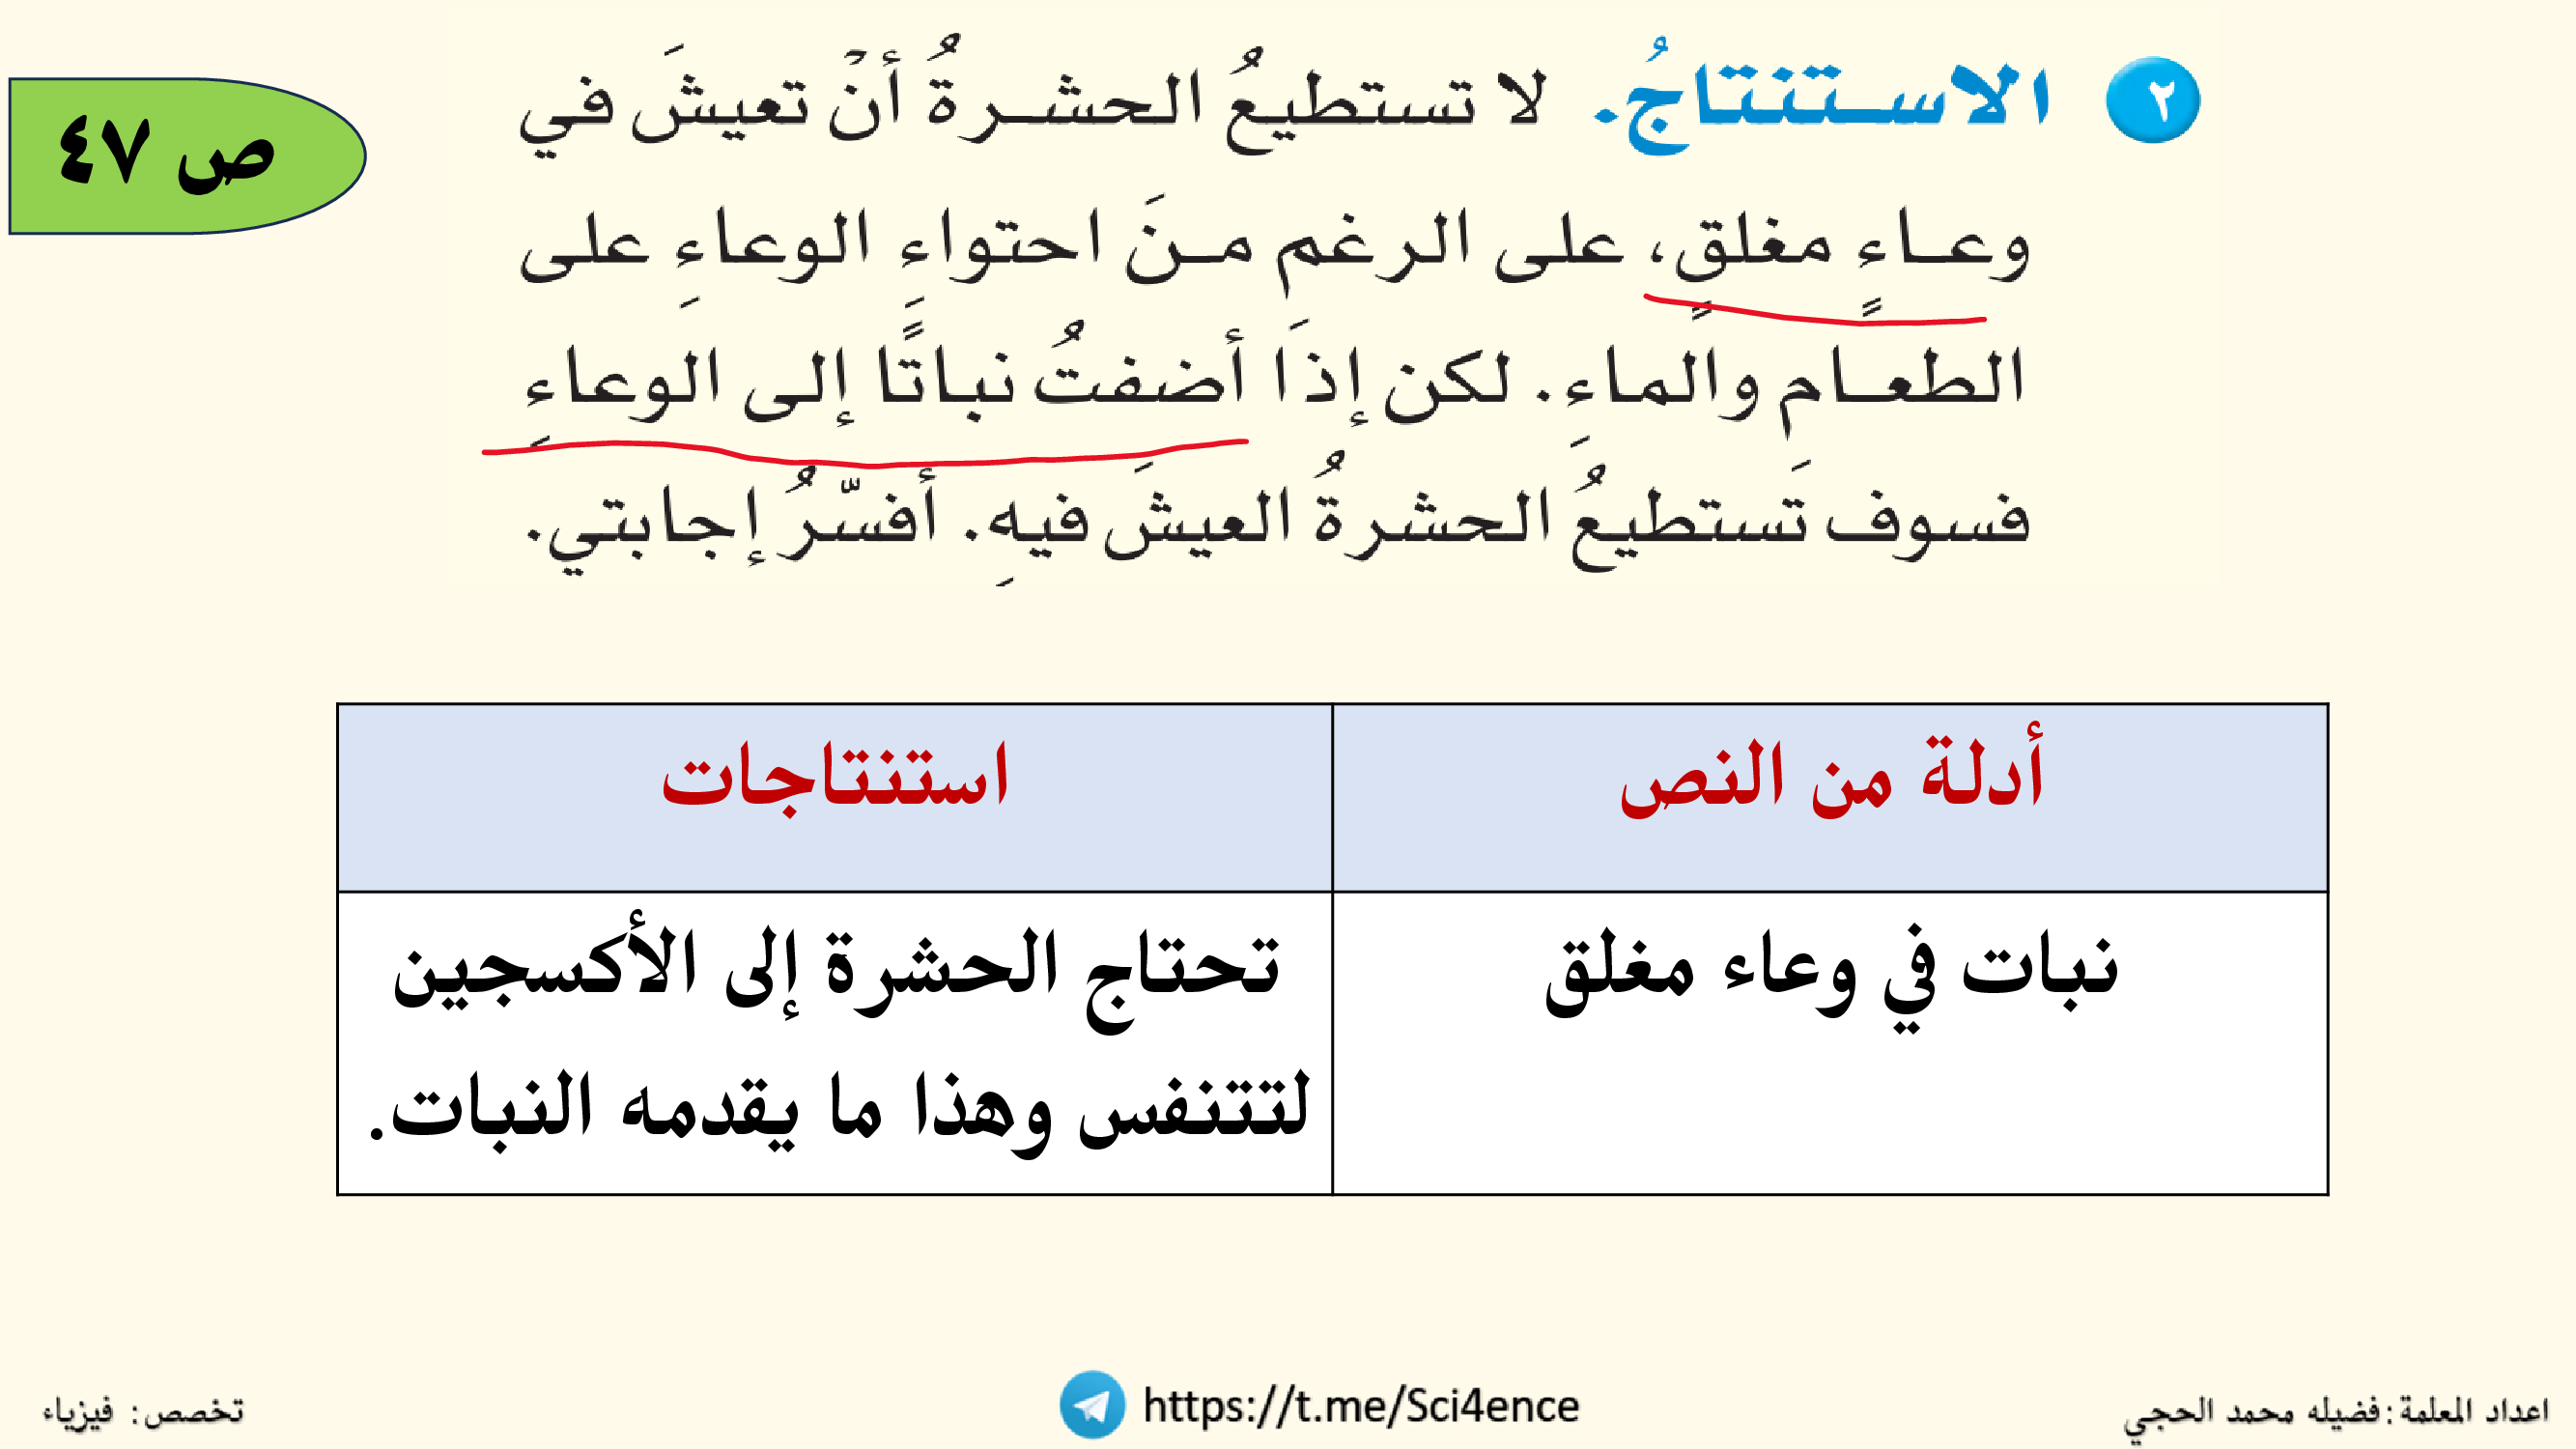 ٢ الاستنتاجُ. لا تستطيعُ الحشرةُ أنْ تعيشَ في
ص ٤٧
وعاءٍ مغلقٍ، على الرغم منَ احتواءِ الوعاءِ على
الطعام والماءِ. لكن إذَا أضفتُ نباتًا إلى الوعاءِ
فسوف تَستطيعُ الحشرةُ العيشَ فيهِ. أفسّرُ إجابتي.
أدلة من النص
استنتاجات
نبات في وعاء مغلق
تحتاج الحشرة إلى الأكسجين
لتتنفس وهذا ما يقدمه النبات.
اعداد المعلمة:فضيله محمد الحجي
https://t.me/Sci4ence
تخصص: فيزياء